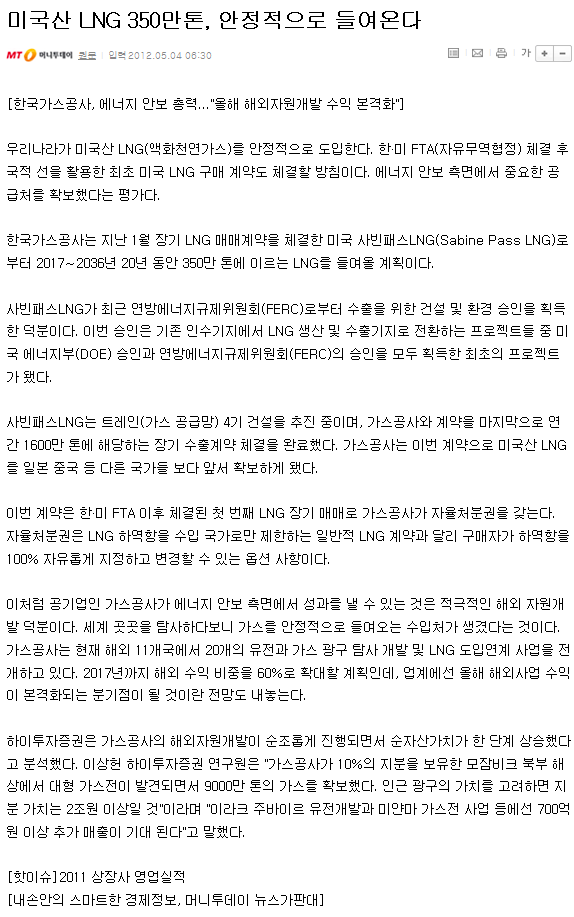 미국산 LNG 350만톤, 안정적으로 들여온다
MT 머니투데이 원문 입력 2012.05.04 06:30
가
[한국가스공사, 에너지 안보 총력..."올해 해외자원개발 수익 본격화"]
우리나라가 미국산 LNG(액화천연가스)를 안정적으로 도입한다. 한·미 FTA(자유무역협정) 체결 후
국적 선을 활용한 최초 미국 LNG 구매 계약도 체결할 방침이다. 에너지 안보 측면에서 중요한 공
급처를 확보했다는 평가다.
한국가스공사는 지난 1월 장기 LNG 매매계약을 체결한 미국 사빈패스LNG(Sabine Pass LNG)로
부터 2017~2036년 20년 동안 350만 톤에 이르는 LNG를 들여올 계획이다.
사빈패스LNG가 최근 연방에너지규제위원회(FERC)로부터 수출을 위한 건설 및 환경 승인을 획득
한 덕분이다. 이번 승인은 기존 인수기지에서 LNG 생산 및 수출기지로 전환하는 프로젝트들 중 미
국 에너지부(DOE) 승인과 연방에너지규제위원회(FERC)의 승인을 모두 획득한 최초의 프로젝트
가 됐다.
사빈패스LNG는 트레인(가스 공급망) 4기 건설을 추진 중이며, 가스공사와 계약을 마지막으로 연
간 1600만 톤에 해당하는 장기 수출계약 체결을 완료했다. 가스공사는 이번 계약으로 미국산 LNG
를 일본 중국 등 다른 국가들 보다 앞서 확보하게 됐다.
이번 계약은 한·미 FTA 이후 체결된 첫 번째 LNG 장기 매매로 가스공사가 자율처분권을 갖는다.
자율처분권은 LNG 하역항을 수입 국가로만 제한하는 일반적 LNG 계약과 달리 구매자가 하역항을
100% 자유롭게 지정하고 변경할 수 있는 옵션 사항이다.
이처럼 공기업인 가스공사가 에너지 안보 측면에서 성과를 낼 수 있는 것은 적극적인 해외 자원개
발 덕분이다. 세계 곳곳을 탐사하다보니 가스를 안정적으로 들여오는 수입처가 생겼다는 것이다.
가스공사는 현재 해외 11개국에서 20개의 유전과 가스 광구 탐사 개발 및 LNG 도입연계 사업을 전
개하고 있다. 2017년까지 해외 수익 비중을 60%로 확대할 계획인데, 업계에선 올해 해외사업 수익
이 본격화되는 분기점이 될 것이란 전망도 내놓는다.
하이투자증권은 가스공사의 해외자원개발이 순조롭게 진행되면서 순자산가치가 한 단계 상승했다
고 분석했다. 이상헌 하이투자증권 연구원은 "가스공사가 10%의 지분을 보유한 모잠비크 북부 해
상에서 대형 가스전이 발견되면서 9000만 톤의 가스를 확보했다. 인근 광구의 가치를 고려하면 지
분 가치는 2조원 이상일 것"이라며 "이라크 주바이르 유전개발과 미얀마 가스전 사업 등에선 700억
원 이상 추가 매출이 기대 된다"고 말했다.
[핫이슈]2011 상장사 영업실적
[내손안의 스마트한 경제정보, 머니투데이 뉴스가판대]